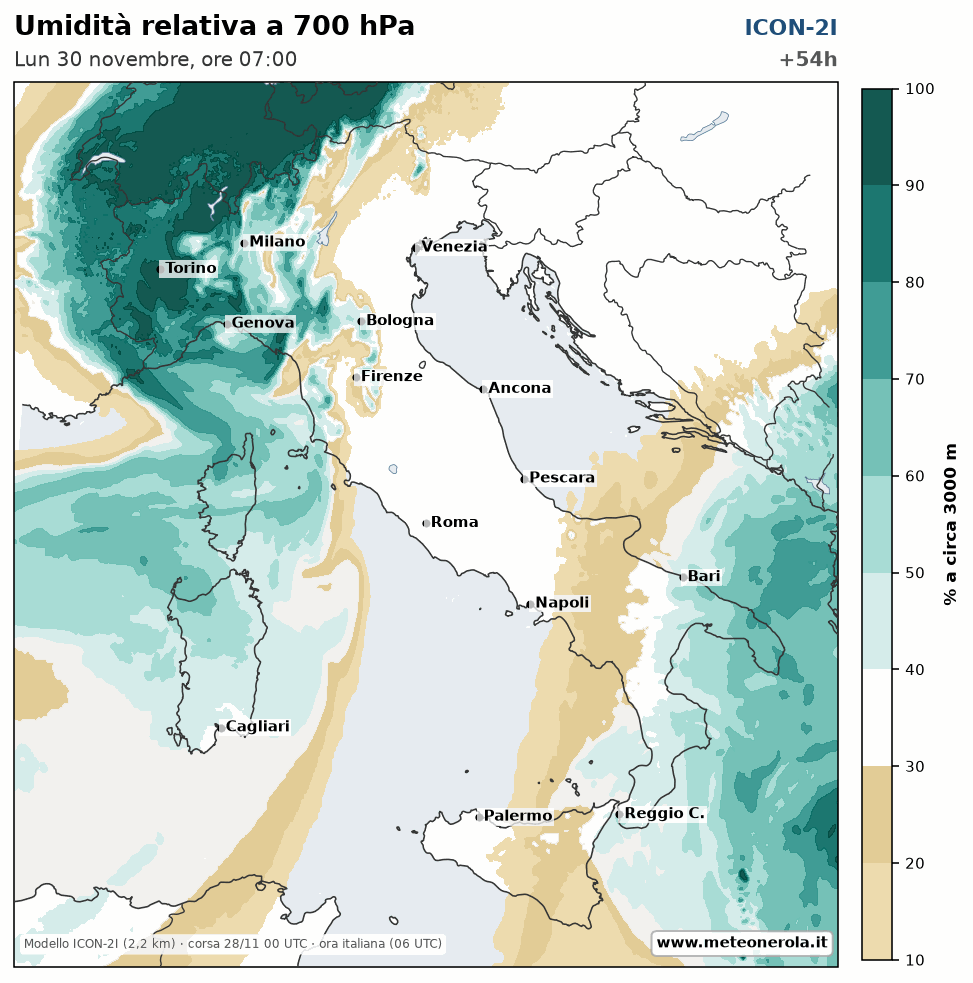 Umidità relativa a 700 hPa
ICON-2I
Lun 30 novembre, ore 07:00
+54h
100
90
80
70
60
50
40
30
20
10
% a circa 3000 m
Milano
Venezia
Torino
Genova
Bologna
Firenze
Ancona
Pescara
Roma
Bari
Napoli
Cagliari
Palermo
Reggio C.
Modello ICON-2I (2,2 km) · corsa 28/11 00 UTC · ora italiana (06 UTC)
www.meteonerola.it